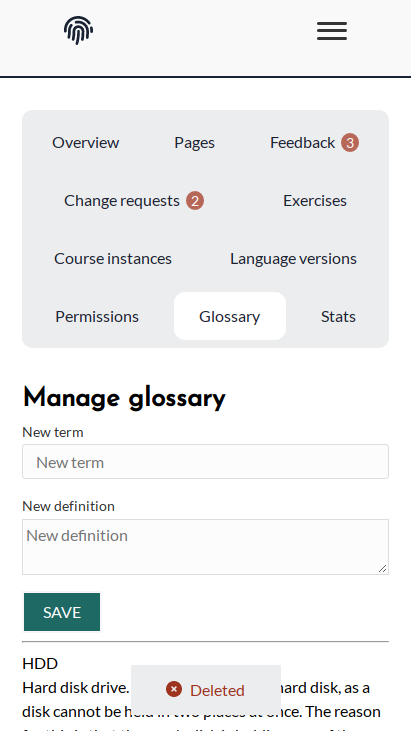 Overview Pages Feedback 3
Change requests 2 Exercises
Course instances Language versions
Permissions Glossary Stats
Manage glossary
New term
New term
New definition
New definition
SAVE
HDD
Hard disk drive. hard disk, as a
disk cannot be held in two places at once. The reason
Deleted